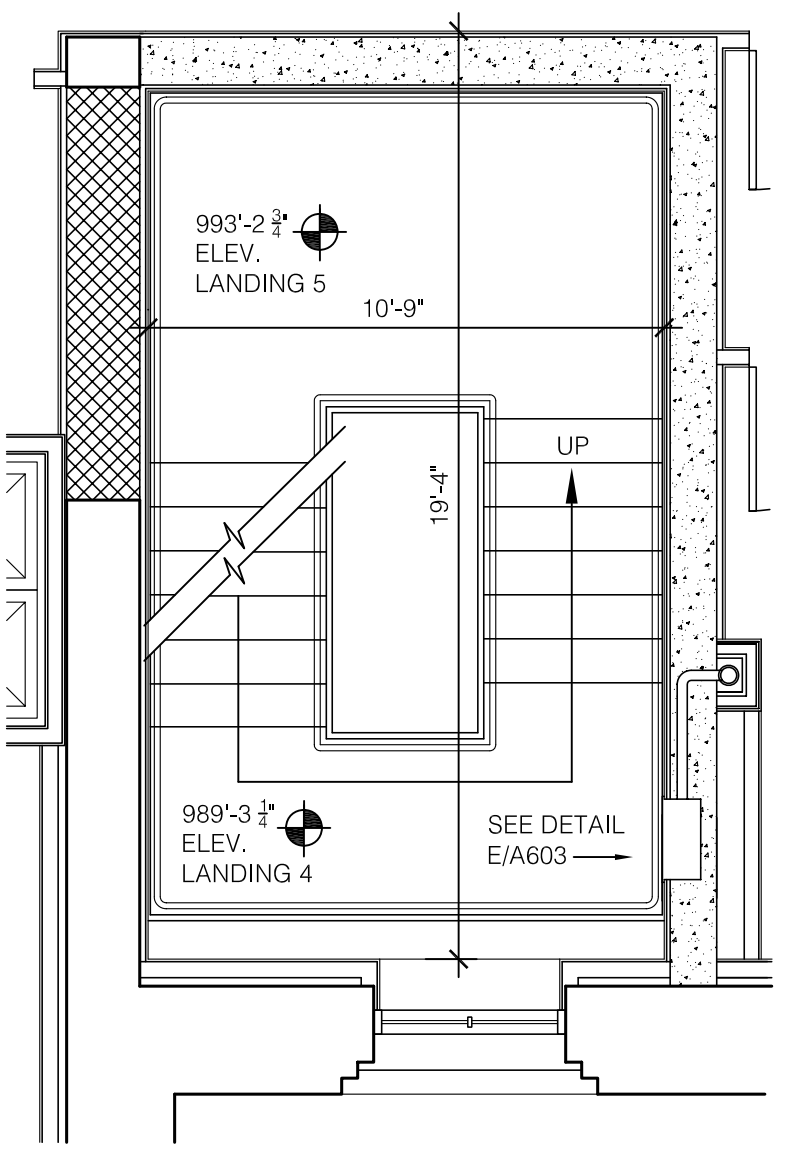 993'-2 3/4"
ELEV.
LANDING 5
10'-9"
UP
19'-4"
989'-3 1/4"
ELEV.
LANDING 4
SEE DETAIL
E/A603